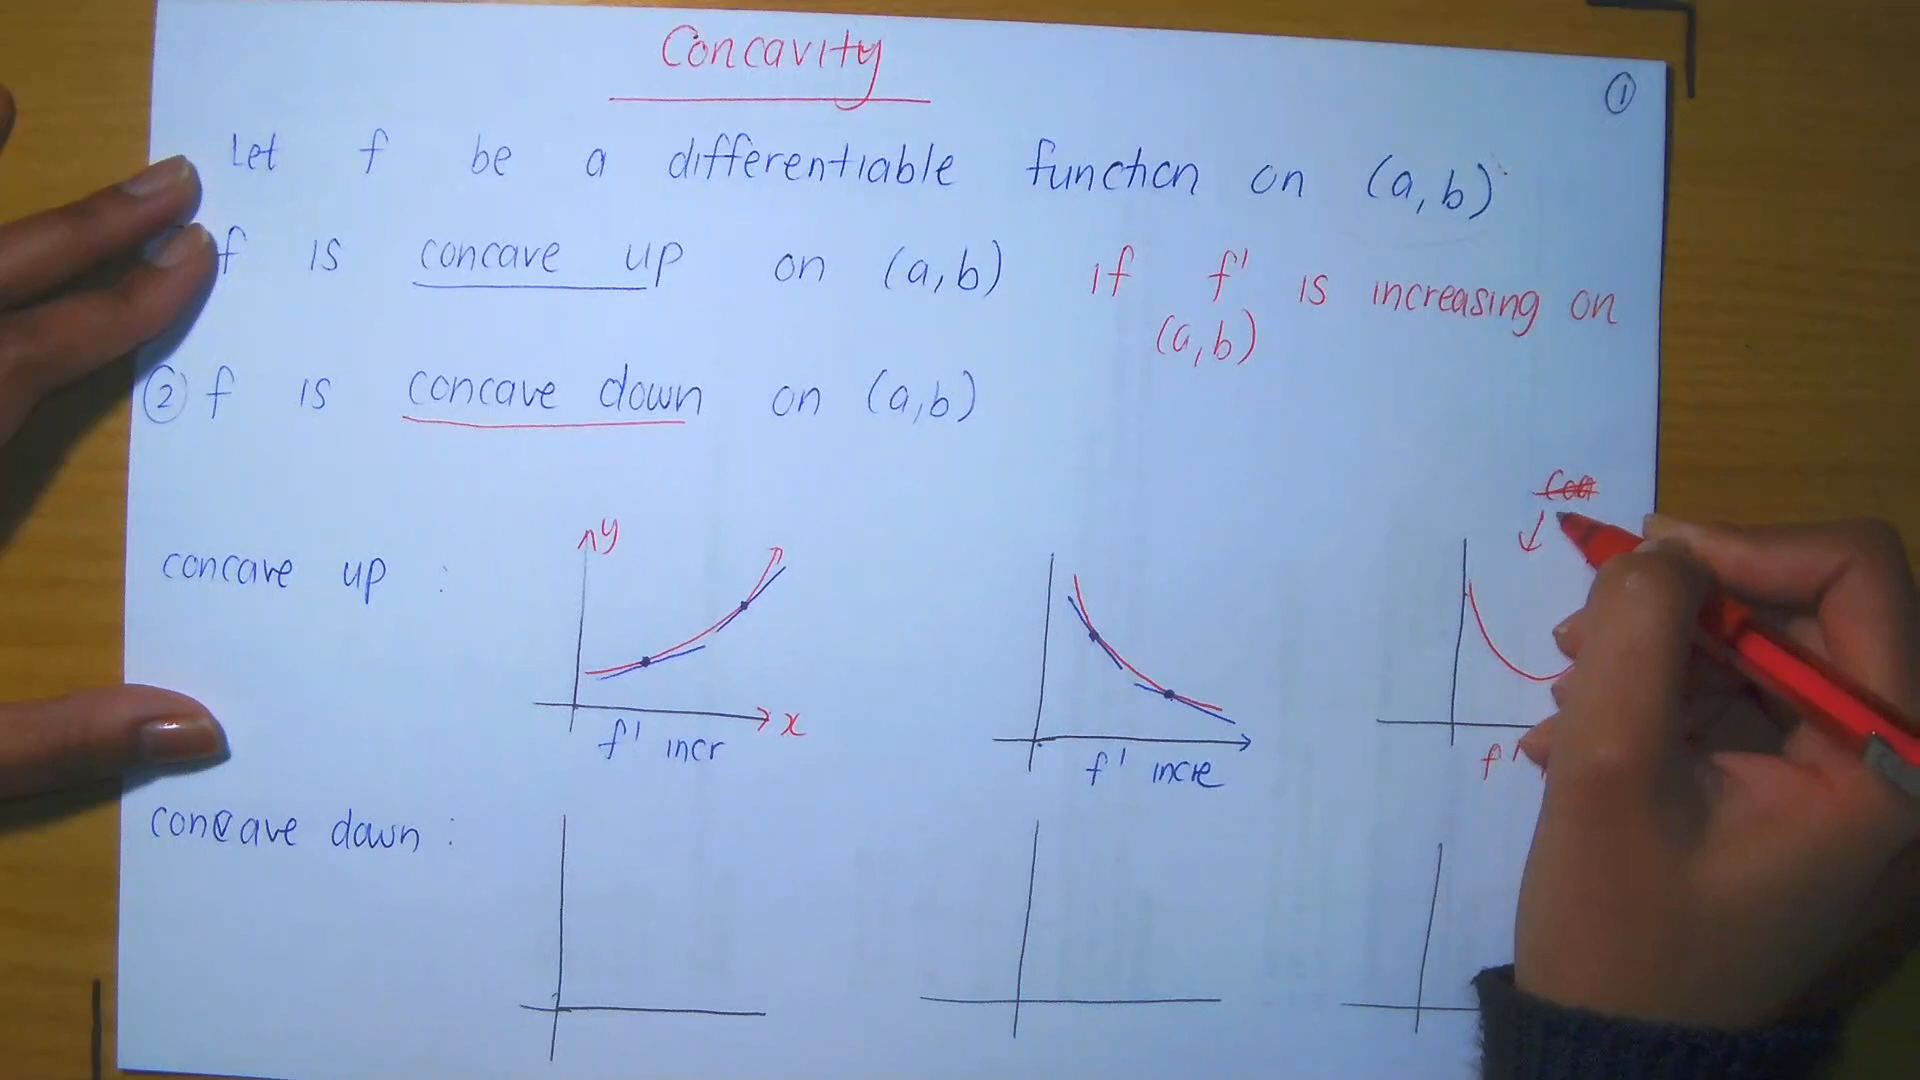 Concavity
①
Let f be a differentiable function on (a,b)
f is concave up on (a,b) if f' is increasing on
(a,b)
② f is concave down on (a,b)
concave up :
y
x
f' incr
f' incre
f'
concave down :